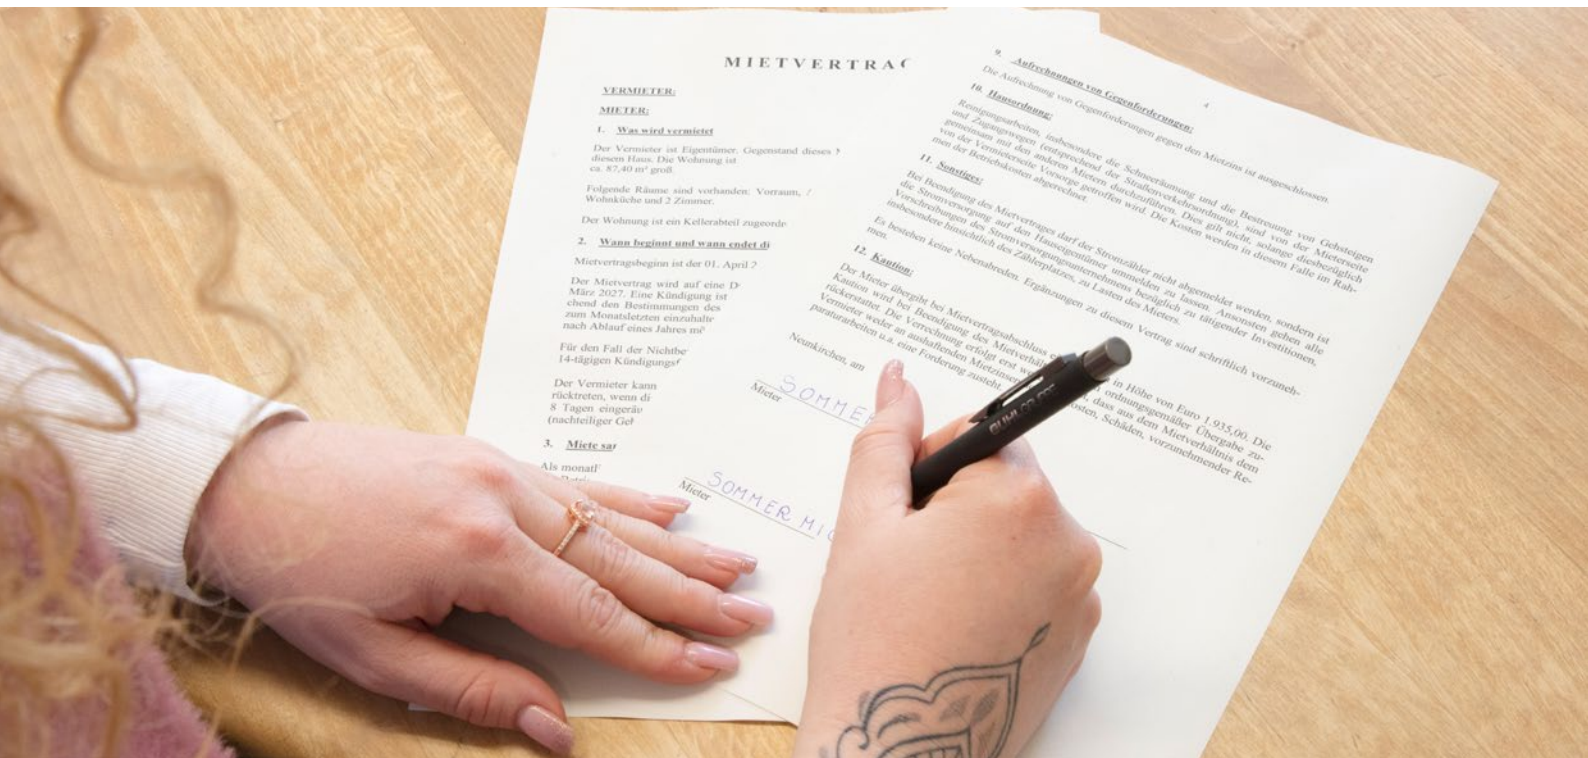 MIETVERTRAG
VERMIETER:
MIETER:
1. Was wird vermietet
Der Vermieter ist Eigentümer. Gegenstand dieses
diesem Haus. Die Wohnung ist
ca. 87,40 m² groß.
Folgende Räume sind vorhanden: Vorraum,
Wohnküche und 2 Zimmer.
Der Wohnung ist ein Kellerabteil zugeorde
2. Wann beginnt und wann endet di
Mietvertragsbeginn ist der 01. April 2
Der Mietvertrag wird auf eine D
März 2027. Eine Kündigung ist
chend den Bestimmungen des
zum Monatsletzten einzuhalte
nach Ablauf eines Jahres mö
Für den Fall der Nichtbe
14-tägigen Kündigungsf
Der Vermieter kann
rücktreten, wenn di
8 Tagen eingeräu
(nachteiliger Gel
3. Miete sa
Als monatl
4
9. Aufrechnungen von Gegenforderungen:
Die Aufrechnung von Gegenforderungen gegen den Mietzins ist ausgeschlossen.
10. Hausordnung:
Reinigungsarbeiten, insbesondere die Schneeräumung und die Bestreuung von Gehsteigen
und Zugangswegen (entsprechend der Straßenverkehrsordnung), sind von der Mieterseite
gemeinsam mit den anderen Mietern durchzuführen. Dies gilt nicht, solange diesbezüglich
von der Vermieterseite Vorsorge getroffen wird. Die Kosten werden in diesem Falle im Rah-
men der Betriebskosten abgerechnet.
11. Sonstiges:
Bei Beendigung des Mietvertrages darf der Stromzähler nicht abgemeldet werden, sondern ist
die Stromversorgung auf den Hauseigentümer ummelden zu lassen. Ansonsten gehen alle
Vorschreibungen des Stromversorgungsunternehmens bezüglich zu tätigender Investitionen,
insbesondere hinsichtlich des Zählerplatzes, zu Lasten des Mieters.
Es bestehen keine Nebenabreden. Ergänzungen zu diesem Vertrag sind schriftlich vorzuneh-
men.
12. Kaution:
Der Mieter übergibt bei Mietvertragsabschluss ei in Höhe von Euro 1.935,00. Die
Kaution wird bei Beendigung des Mietverhäl ordnungsgemäßer Übergabe zu-
rückerstattet. Die Verrechnung erfolgt erst we dass aus dem Mietverhältnis dem
Vermieter weder an aushaftenden Mietzinsen osten, Schäden, vorzunehmender Re-
paraturarbeiten u.a. eine Forderung zusteht.
Neunkirchen, am
SOMMER
Mieter
SOMMER MIC
Mieter
GUHLGRUPPE